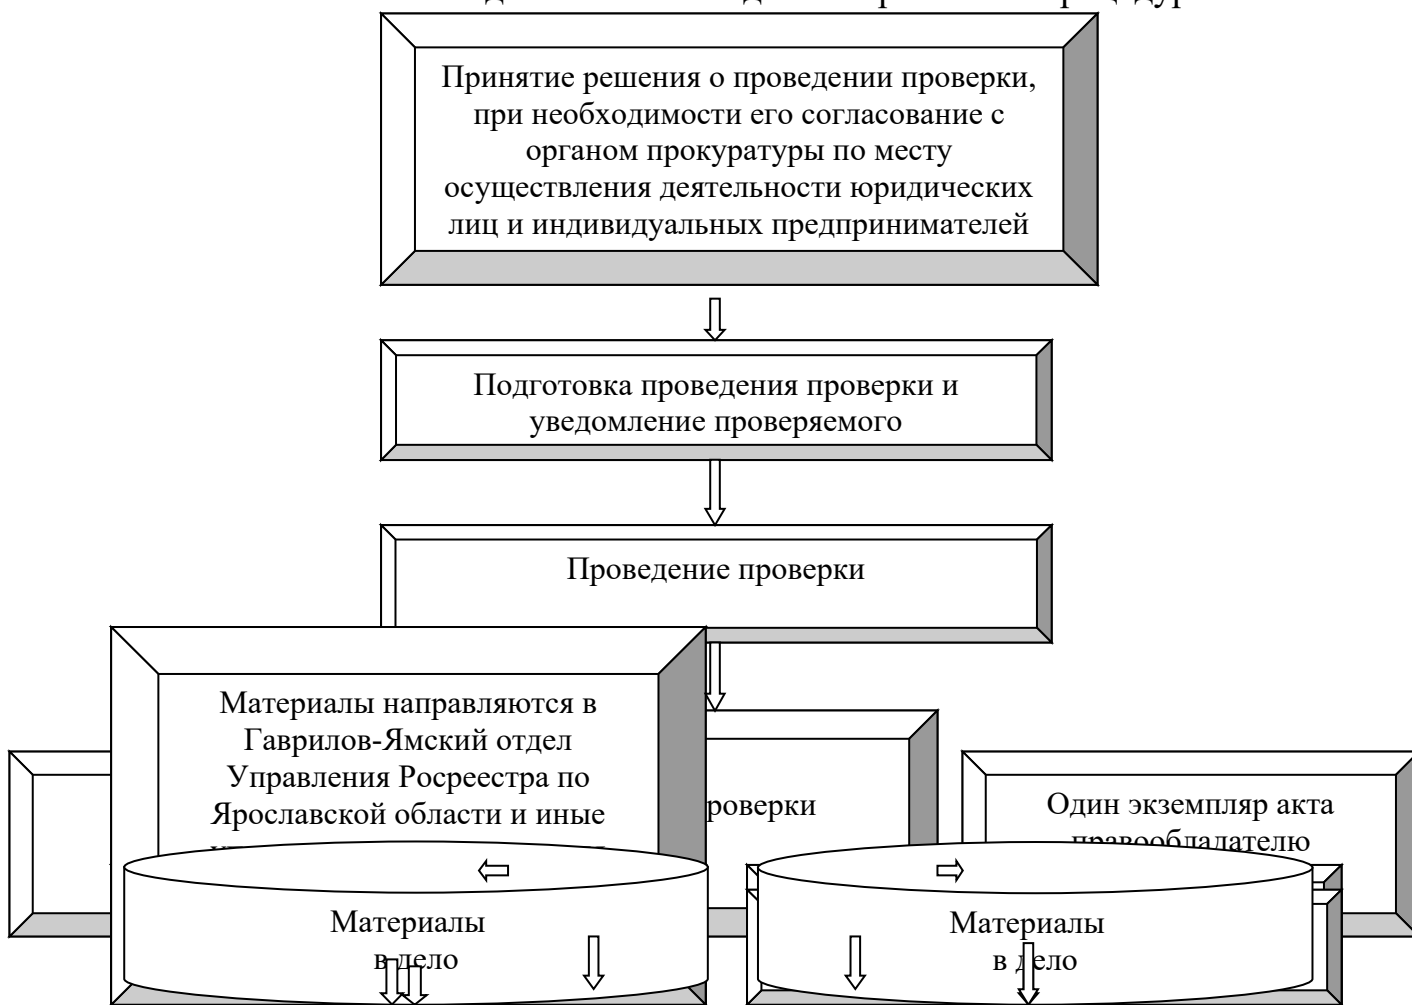 Принятие решения о проведении проверки,
при необходимости его согласование с
органом прокуратуры по месту
осуществления деятельности юридических
лиц и индивидуальных предпринимателей
Подготовка проведения проверки и
уведомление проверяемого
Проведение проверки
Материалы направляются в
Гаврилов-Ямский отдел
Управления Росреестра по
Ярославской области и иные
роверки
Один экземпляр акта
правообладателю
Материалы
в дело
Материалы
в дело